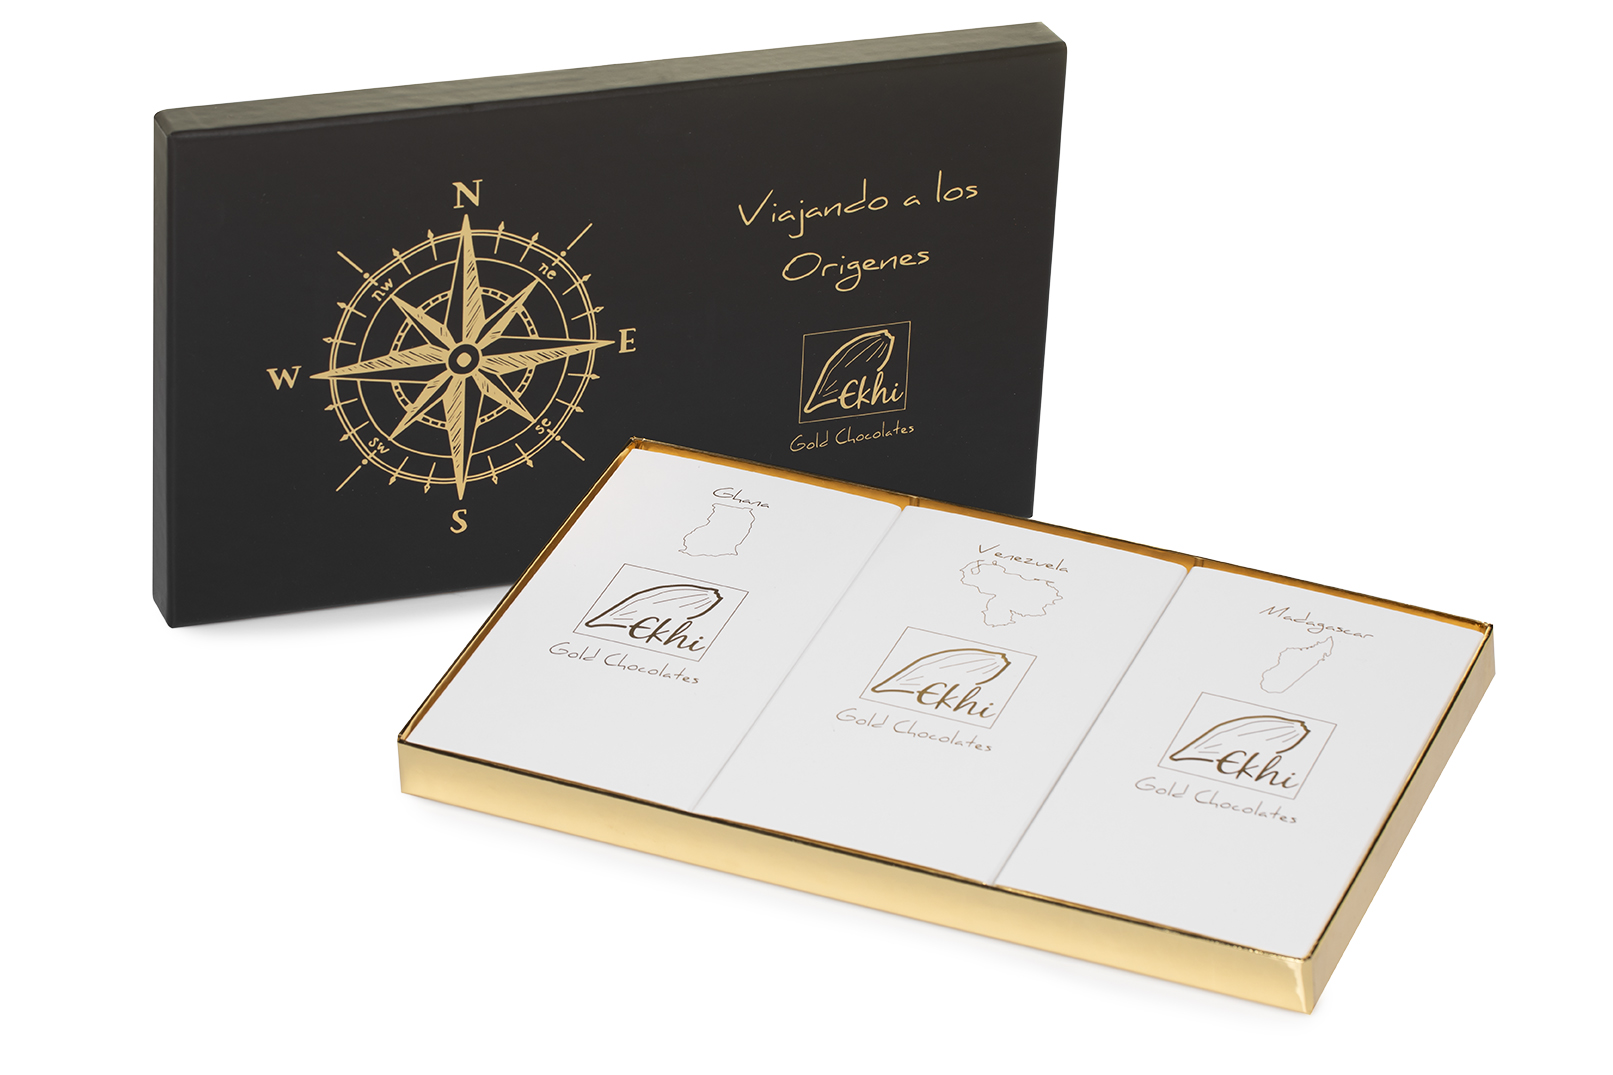 N
nw
ne
W
E
sw
se
S
Viajando a los
Origenes
Ekhi
Gold Chocolates
Ghana
Ekhi
Gold Chocolates
Venezuela
Ekhi
Gold Chocolates
Madagascar
Ekhi
Gold Chocolates